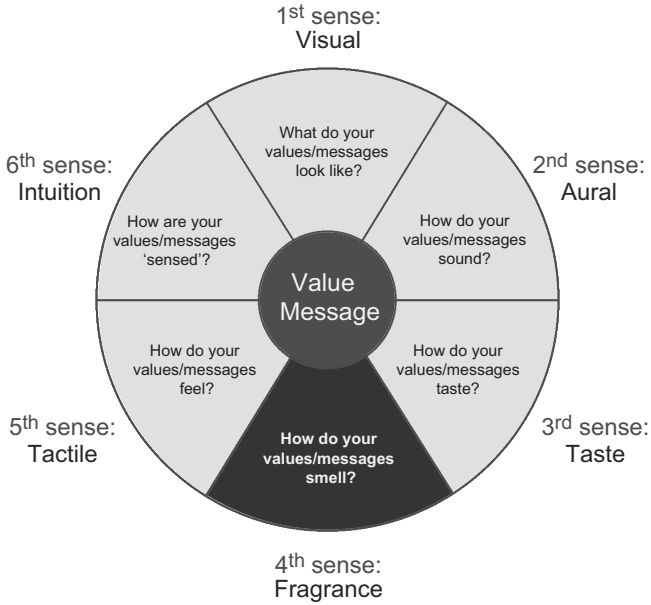 1st sense:
Visual
What do your
values/messages
look like?
2nd sense:
Aural
How do your
values/messages
sound?
3rd sense:
Taste
How do your
values/messages
taste?
4th sense:
Fragrance
How do your
values/messages
smell?
5th sense:
Tactile
How do your
values/messages
feel?
6th sense:
Intuition
How are your
values/messages
‘sensed’?
Value
Message